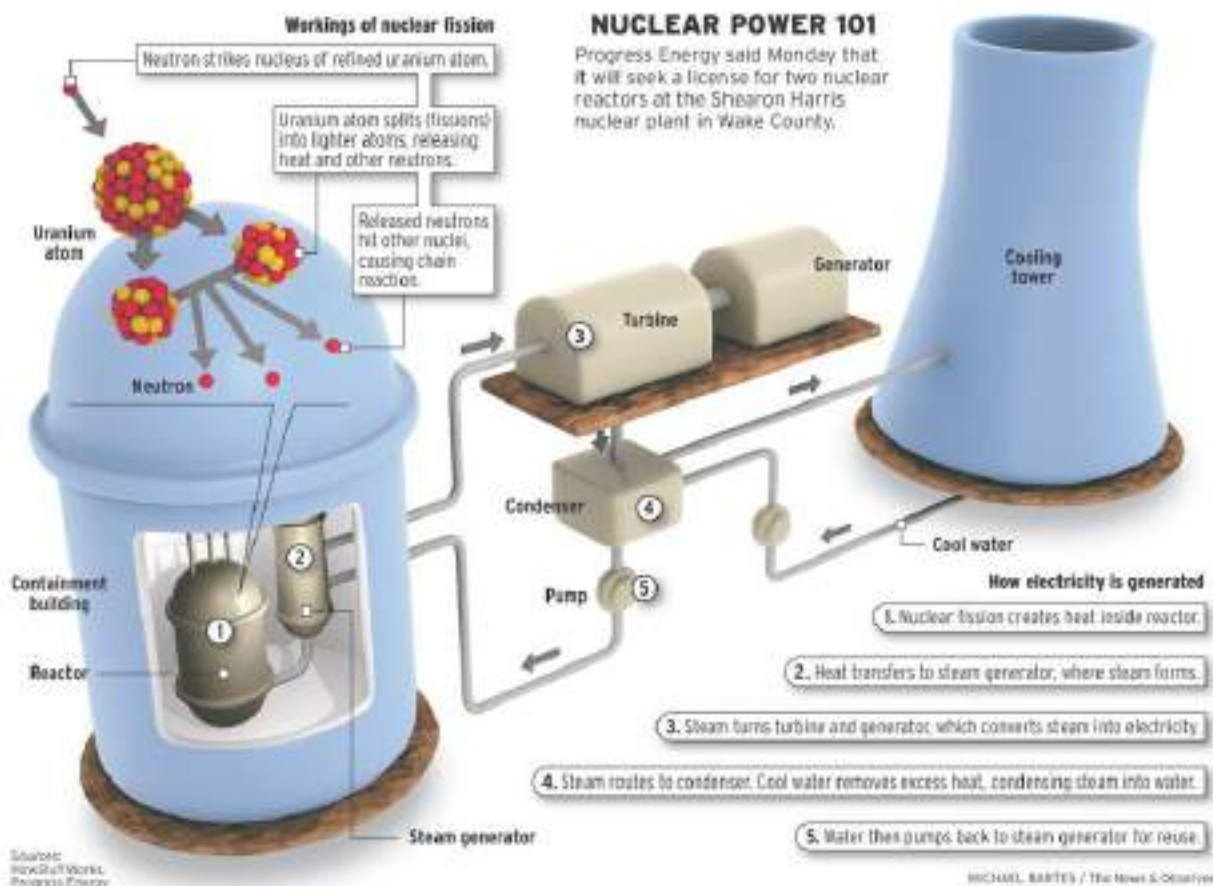 Workings of nuclear fission
Neutron strikes nucleus of refined uranium atom.
Uranium atom splits (fissions)
into lighter atoms, releasing
heat and other neutrons.
Released neutrons
hit other nuclei,
causing chain
reaction.
Uranium
atom
Neutron
NUCLEAR POWER 101
Progress Energy said Monday that
it will seek a license for two nuclear
reactors at the Shearon Harris
nuclear plant in Wake County.
Cooling
tower
Generator
Turbine
3
Condenser
4
Cool water
Pump
5
Containment
building
2
1
Reactor
Steam generator
How electricity is generated
1. Nuclear fission creates heat inside reactor.
2. Heat transfers to steam generator, where steam forms.
3. Steam turns turbine and generator, which converts steam into electricity.
4. Steam routes to condenser. Cool water removes excess heat, condensing steam into water.
5. Water then pumps back to steam generator for reuse.
Sources:
HowStuffWorks,
Progress Energy
MICHAEL BARTES / The News & Observer